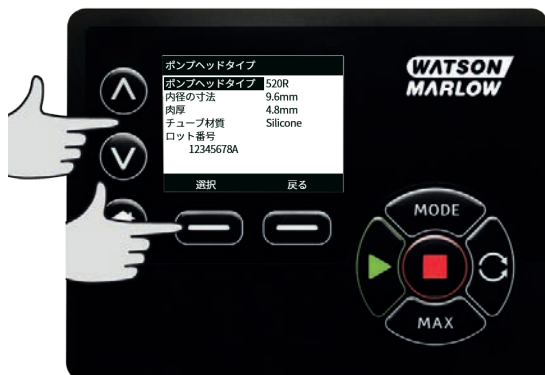 ポンプヘッドタイプ
ポンプヘッドタイプ 520R
内径の寸法 9.6mm
肉厚 4.8mm
チューブ材質 Silicone
ロット番号
12345678A
選択 戻る
WATSON
MARLOW
MODE
MAX